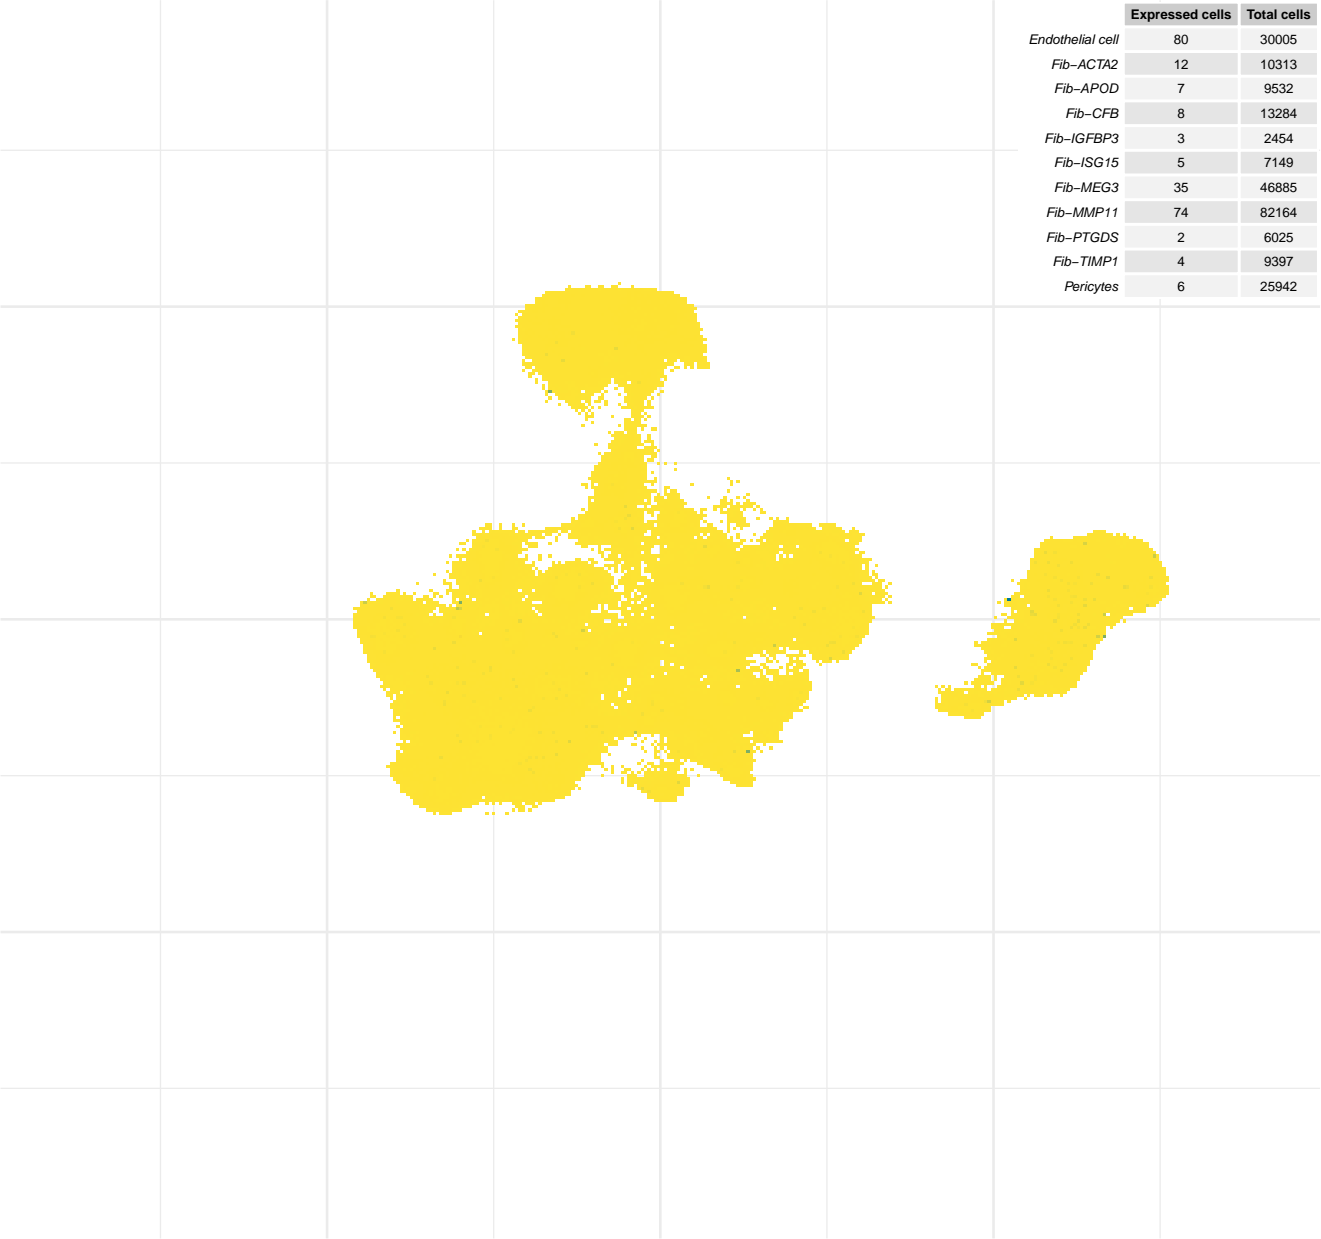 Expressed cells Total cells
Endothelial cell 80 30005
Fib−ACTA2 12 10313
Fib−APOD 7 9532
Fib−CFB 8 13284
Fib−IGFBP3 3 2454
Fib−ISG15 5 7149
Fib−MEG3 35 46885
Fib−MMP11 74 82164
Fib−PTGDS 2 6025
Fib−TIMP1 4 9397
Pericytes 6 25942